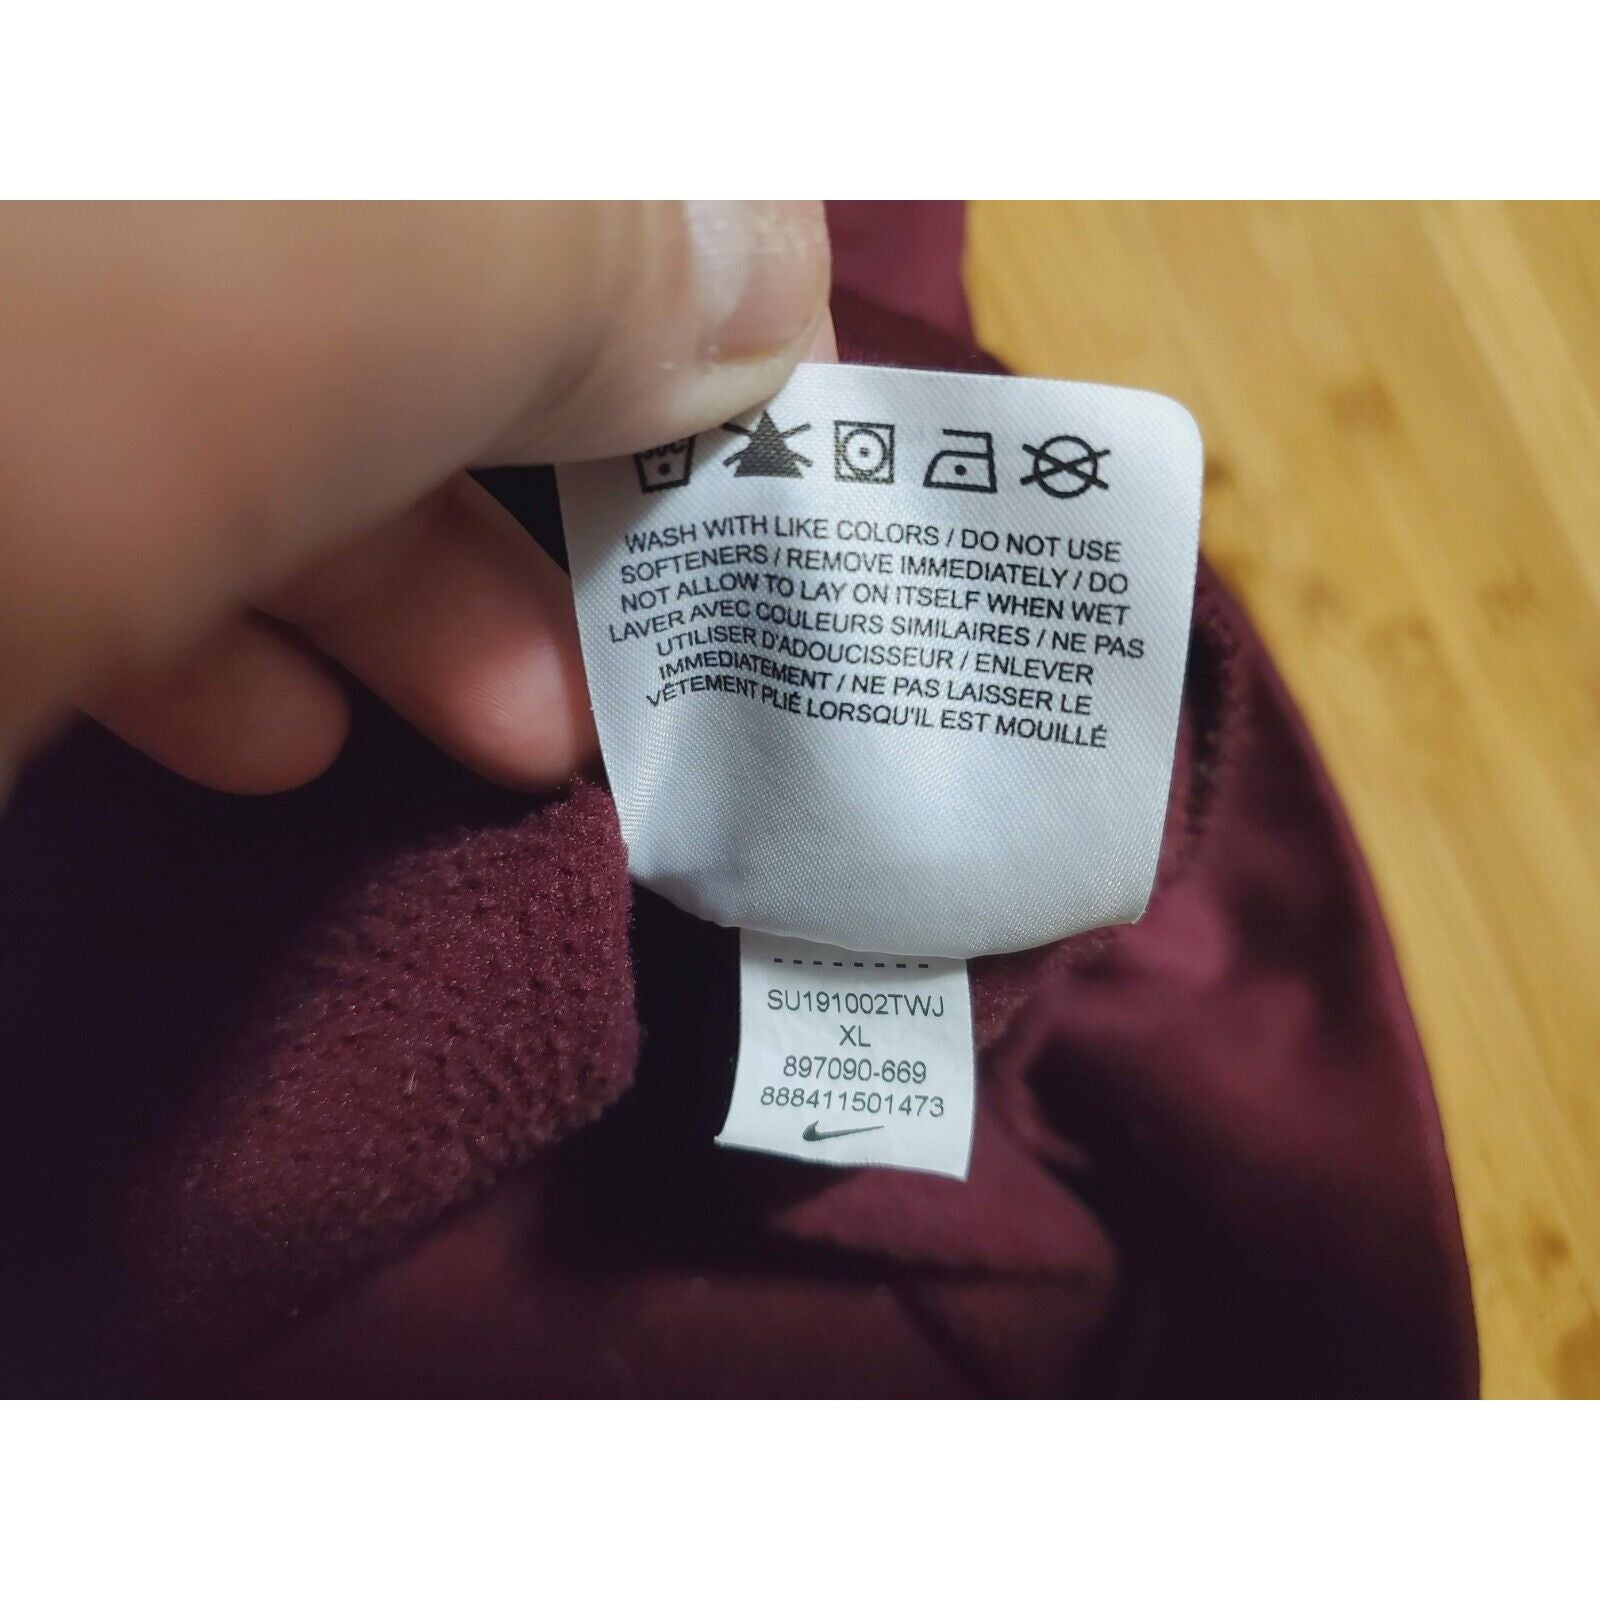 30C
WASH WITH LIKE COLORS / DO NOT USE
SOFTENERS / REMOVE IMMEDIATELY / DO
NOT ALLOW TO LAY ON ITSELF WHEN WET
LAVER AVEC COULEURS SIMILAIRES / NE PAS
UTILISER D'ADOUCISSEUR / ENLEVER
IMMEDIATEMENT / NE PAS LAISSER LE
VÊTEMENT PLIÉ LORSQU'IL EST MOUILLÉ
SU191002TWJ
XL
897090-669
888411501473